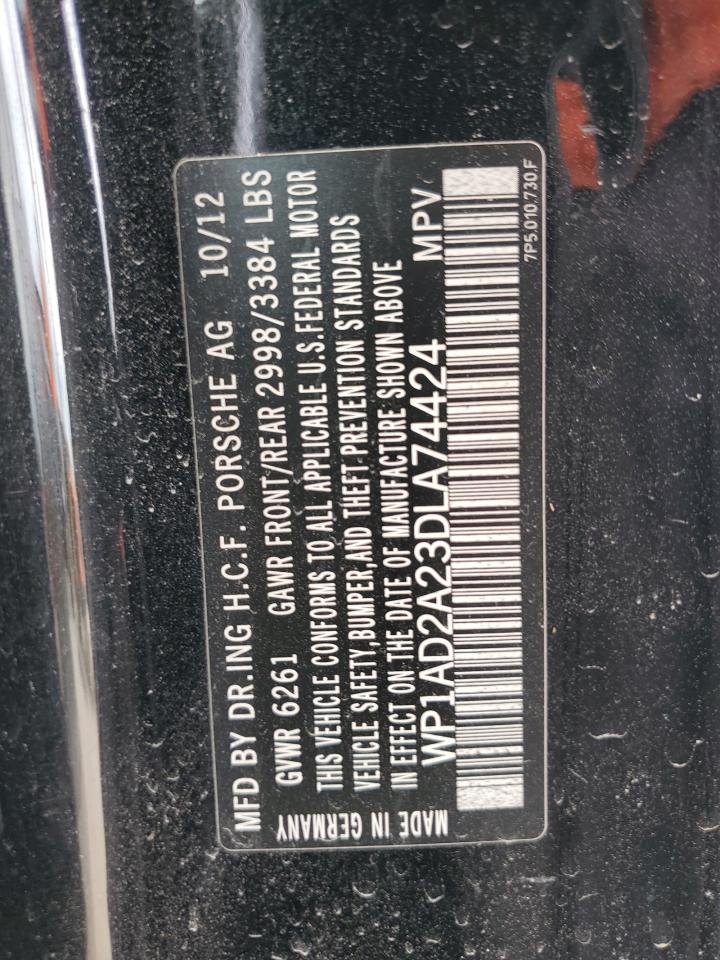 MFD BY DR.ING H.C.F. PORSCHE AG 10/12
GVWR 6261 GAWR FRONT/REAR 2998/3384 LBS
THIS VEHICLE CONFORMS TO ALL APPLICABLE U.S.FEDERAL MOTOR
VEHICLE SAFETY,BUMPER,AND THEFT PREVENTION STANDARDS
IN EFFECT ON THE DATE OF MANUFACTURE SHOWN ABOVE
WP1AD2A23DLA74424 MPV
MADE IN GERMANY
7P5.010.730.F